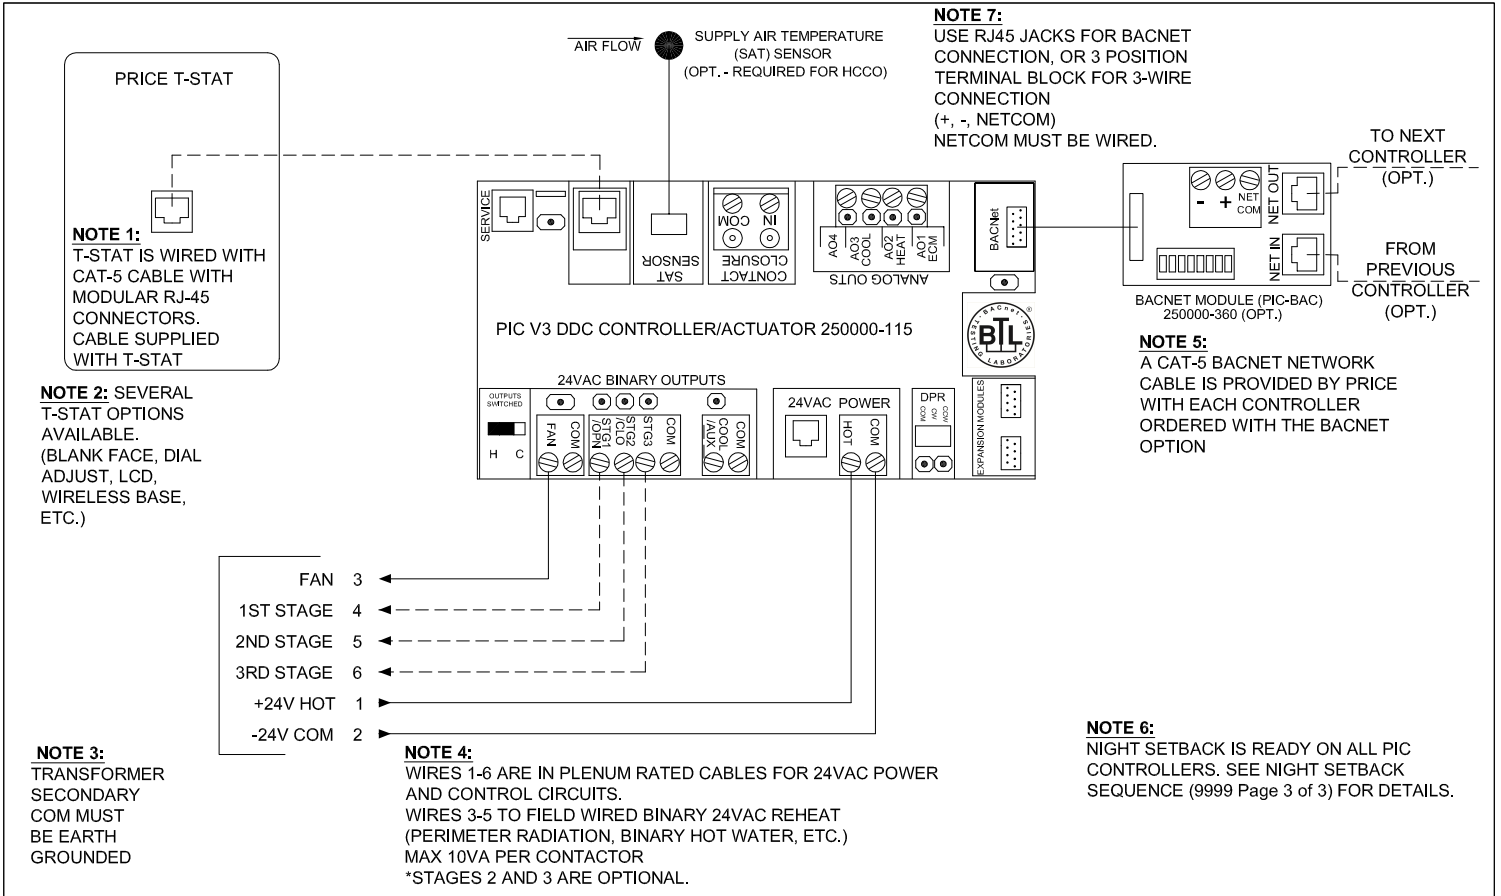 PRICE T-STAT
NOTE 1:
T-STAT IS WIRED WITH
CAT-5 CABLE WITH
MODULAR RJ-45
CONNECTORS.
CABLE SUPPLIED
WITH T-STAT
NOTE 2: SEVERAL
T-STAT OPTIONS
AVAILABLE.
(BLANK FACE, DIAL
ADJUST, LCD,
WIRELESS BASE,
ETC.)
AIR FLOW
SUPPLY AIR TEMPERATURE
(SAT) SENSOR
(OPT. - REQUIRED FOR HCCO)
NOTE 7:
USE RJ45 JACKS FOR BACNET
CONNECTION, OR 3 POSITION
TERMINAL BLOCK FOR 3-WIRE
CONNECTION
(+, -, NETCOM)
NETCOM MUST BE WIRED.
SERVICE
SAT
SENSOR
COM
IN
CONTACT
CLOSURE
AO4
AO3
COOL
AO2
HEAT
AO1
ECM
ANALOG OUTS
BACNet
PIC V3 DDC CONTROLLER/ACTUATOR 250000-115
BACnet
TESTING LABORATORIES
BTL
®
24VAC BINARY OUTPUTS
OUTPUTS
SWITCHED
H C
FAN
COM
STG1
/OPN
STG2
/CLO
STG3
COM
COOL
/AUX
COM
24VAC POWER
HOT
COM
DPR
COM
CW
CCW
EXPANSION MODULES
- + NET
COM
NET OUT
NET IN
TO NEXT
CONTROLLER
(OPT.)
FROM
PREVIOUS
CONTROLLER
(OPT.)
BACNET MODULE (PIC-BAC)
250000-360 (OPT.)
NOTE 5:
A CAT-5 BACNET NETWORK
CABLE IS PROVIDED BY PRICE
WITH EACH CONTROLLER
ORDERED WITH THE BACNET
OPTION
FAN 3
1ST STAGE 4
2ND STAGE 5
3RD STAGE 6
+24V HOT 1
-24V COM 2
NOTE 3:
TRANSFORMER
SECONDARY
COM MUST
BE EARTH
GROUNDED
NOTE 4:
WIRES 1-6 ARE IN PLENUM RATED CABLES FOR 24VAC POWER
AND CONTROL CIRCUITS.
WIRES 3-5 TO FIELD WIRED BINARY 24VAC REHEAT
(PERIMETER RADIATION, BINARY HOT WATER, ETC.)
MAX 10VA PER CONTACTOR
*STAGES 2 AND 3 ARE OPTIONAL.
NOTE 6:
NIGHT SETBACK IS READY ON ALL PIC
CONTROLLERS. SEE NIGHT SETBACK
SEQUENCE (9999 Page 3 of 3) FOR DETAILS.